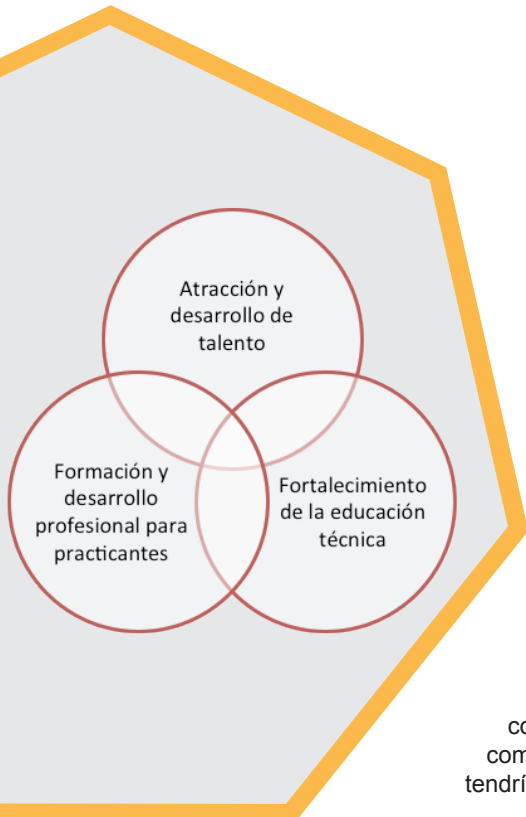 Atracción y
desarrollo de
talento
Formación y
desarrollo
profesional para
practicantes
Fortalecimiento
de la educación
técnica